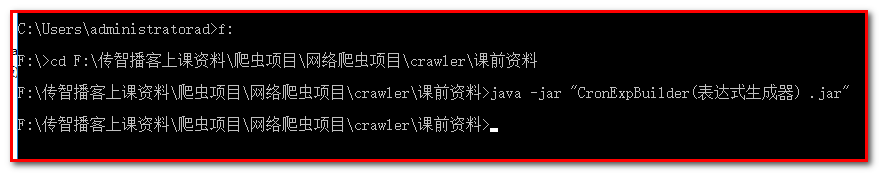 C:\Users\administratorad>f:
F:\>cd F:\传智播客上课资料\爬虫项目\网络爬虫项目\crawler\课前资料
F:\传智播客上课资料\爬虫项目\网络爬虫项目\crawler\课前资料>java -jar "CronExpBuilder(表达式生成器）.jar"
F:\传智播客上课资料\爬虫项目\网络爬虫项目\crawler\课前资料>